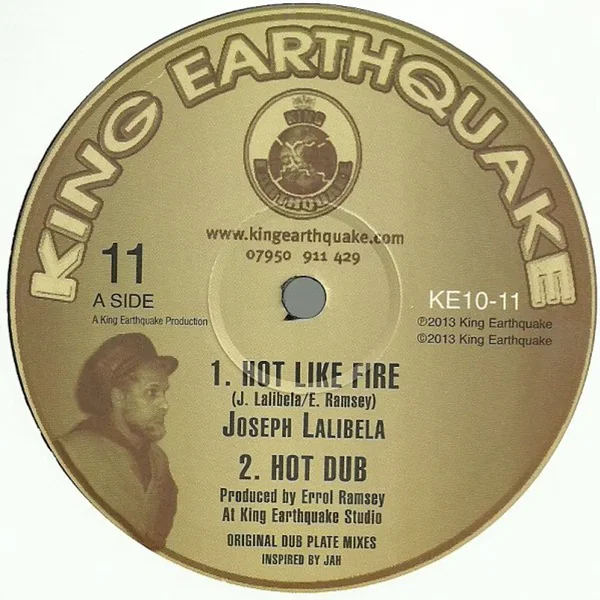 KING EARTHQUAKE
KING
EARTHQUAKE
www.kingearthquake.com
07950 911 429
11
A SIDE
A King Earthquake Production
KE10-11
℗2013 King Earthquake
©2013 King Earthquake
1. HOT LIKE FIRE
(J. Lalibela/E. Ramsey)
JOSEPH LALIBELA
2. HOT DUB
Produced by Errol Ramsey
At King Earthquake Studio
ORIGINAL DUB PLATE MIXES
INSPIRED BY JAH